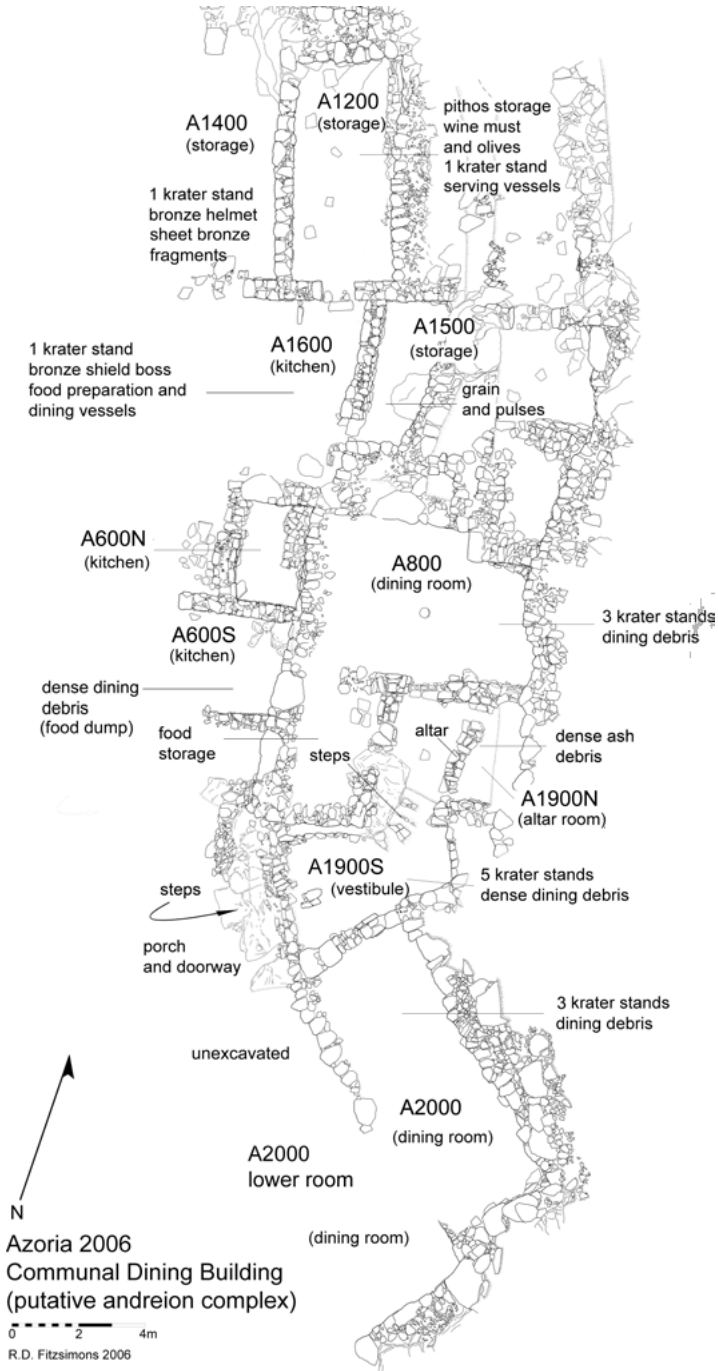 A1200
(storage)
A1400
(storage)
pithos storage
wine must
and olives
1 krater stand
serving vessels
1 krater stand
bronze helmet
sheet bronze
fragments
A1600
(kitchen)
A1500
(storage)
1 krater stand
bronze shield boss
food preparation and
dining vessels
grain
and pulses
A600N
(kitchen)
A800
(dining room)
A600S
(kitchen)
3 krater stands
dining debris
dense dining
debris
(food dump)
food
storage
steps
altar
dense ash
debris
A1900N
(altar room)
A1900S
(vestibule)
5 krater stands
dense dining debris
steps
porch
and doorway
3 krater stands
dining debris
unexcavated
A2000
(dining room)
A2000
lower room
(dining room)
N
Azoria 2006
Communal Dining Building
(putative andreion complex)
0 2 4m
R.D. Fitzsimons 2006